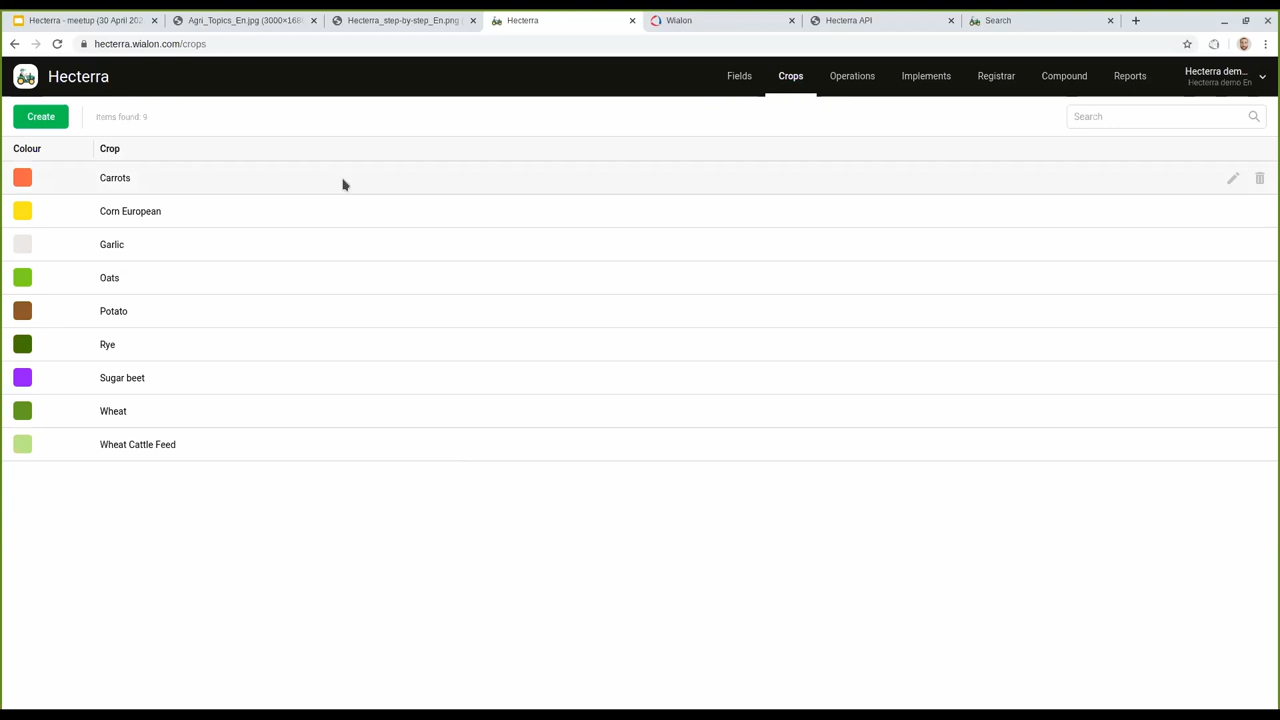 Hecterra - meetup (30 April 202
Agri_Topics_En.jpg (3000×168
Hecterra_step-by-step_En.png (
Hecterra
Wialon
Hecterra API
Search
hecterra.wialon.com/crops
Hecterra
Fields
Crops
Operations
Implements
Registrar
Compound
Reports
Hecterra dem...
Hecterra demo En
Create
Items found: 9
Search
Colour
Crop
Carrots
Corn European
Garlic
Oats
Potato
Rye
Sugar beet
Wheat
Wheat Cattle Feed